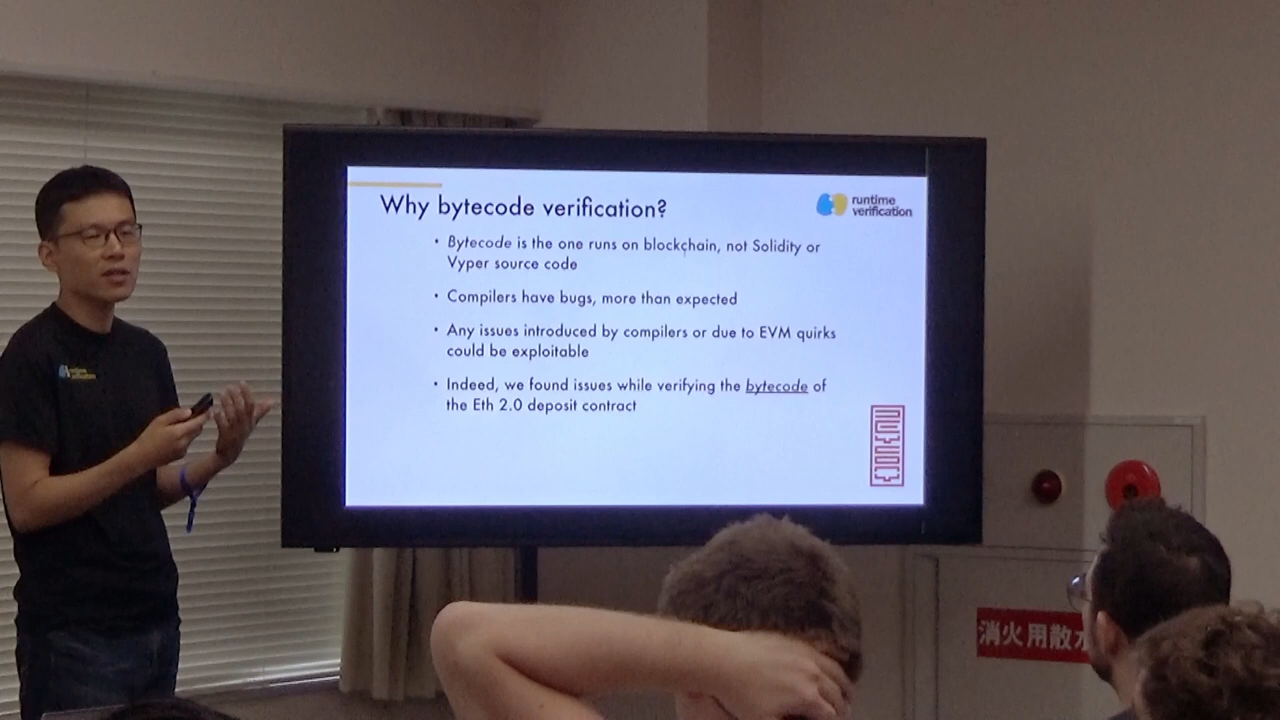 Why bytecode verification?
runtime
verification
• Bytecode is the one runs on blockchain, not Solidity or
Vyper source code
• Compilers have bugs, more than expected
• Any issues introduced by compilers or due to EVM quirks
could be exploitable
• Indeed, we found issues while verifying the bytecode of
the Eth 2.0 deposit contract
DEVCON
runtime
verification
消火用散水